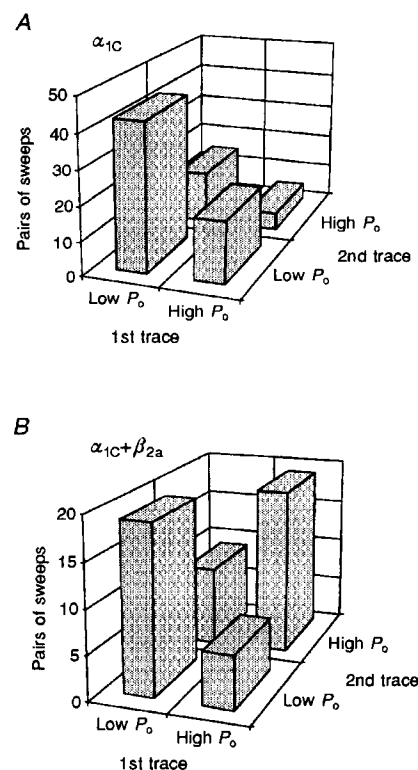 A
α1C
50
40
30
20
10
0
Pairs of sweeps
Low Po
High Po
1st trace
Low Po
High Po
2nd trace
B
α1C+β2a
20
15
10
5
0
Pairs of sweeps
Low Po
High Po
1st trace
Low Po
High Po
2nd trace